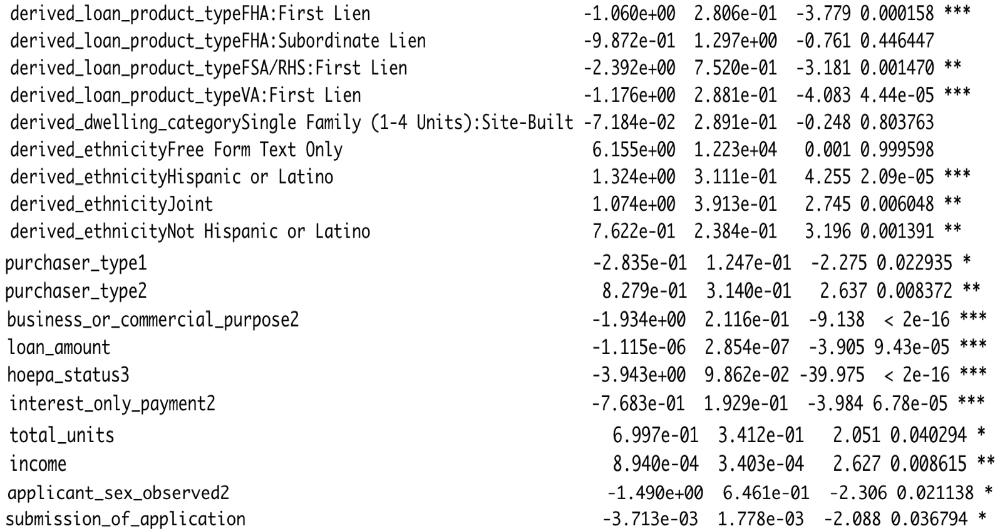 derived_loan_product_typeFHA:First Lien -1.060e+00 2.806e-01 -3.779 0.000158 ***
derived_loan_product_typeFHA:Subordinate Lien -9.872e-01 1.297e+00 -0.761 0.446447
derived_loan_product_typeFSA/RHS:First Lien -2.392e+00 7.520e-01 -3.181 0.001470 **
derived_loan_product_typeVA:First Lien -1.176e+00 2.881e-01 -4.083 4.44e-05 ***
derived_dwelling_categorySingle Family (1-4 Units):Site-Built -7.184e-02 2.891e-01 -0.248 0.803763
derived_ethnicityFree Form Text Only 6.155e+00 1.223e+04 0.001 0.999598
derived_ethnicityHispanic or Latino 1.324e+00 3.111e-01 4.255 2.09e-05 ***
derived_ethnicityJoint 1.074e+00 3.913e-01 2.745 0.006048 **
derived_ethnicityNot Hispanic or Latino 7.622e-01 2.384e-01 3.196 0.001391 **
purchaser_type1 -2.835e-01 1.247e-01 -2.275 0.022935 *
purchaser_type2 8.279e-01 3.140e-01 2.637 0.008372 **
business_or_commercial_purpose2 -1.934e+00 2.116e-01 -9.138 < 2e-16 ***
loan_amount -1.115e-06 2.854e-07 -3.905 9.43e-05 ***
hoepa_status3 -3.943e+00 9.862e-02 -39.975 < 2e-16 ***
interest_only_payment2 -7.683e-01 1.929e-01 -3.984 6.78e-05 ***
total_units 6.997e-01 3.412e-01 2.051 0.040294 *
income 8.940e-04 3.403e-04 2.627 0.008615 **
applicant_sex_observed2 -1.490e+00 6.461e-01 -2.306 0.021138 *
submission_of_application -3.713e-03 1.778e-03 -2.088 0.036794 *